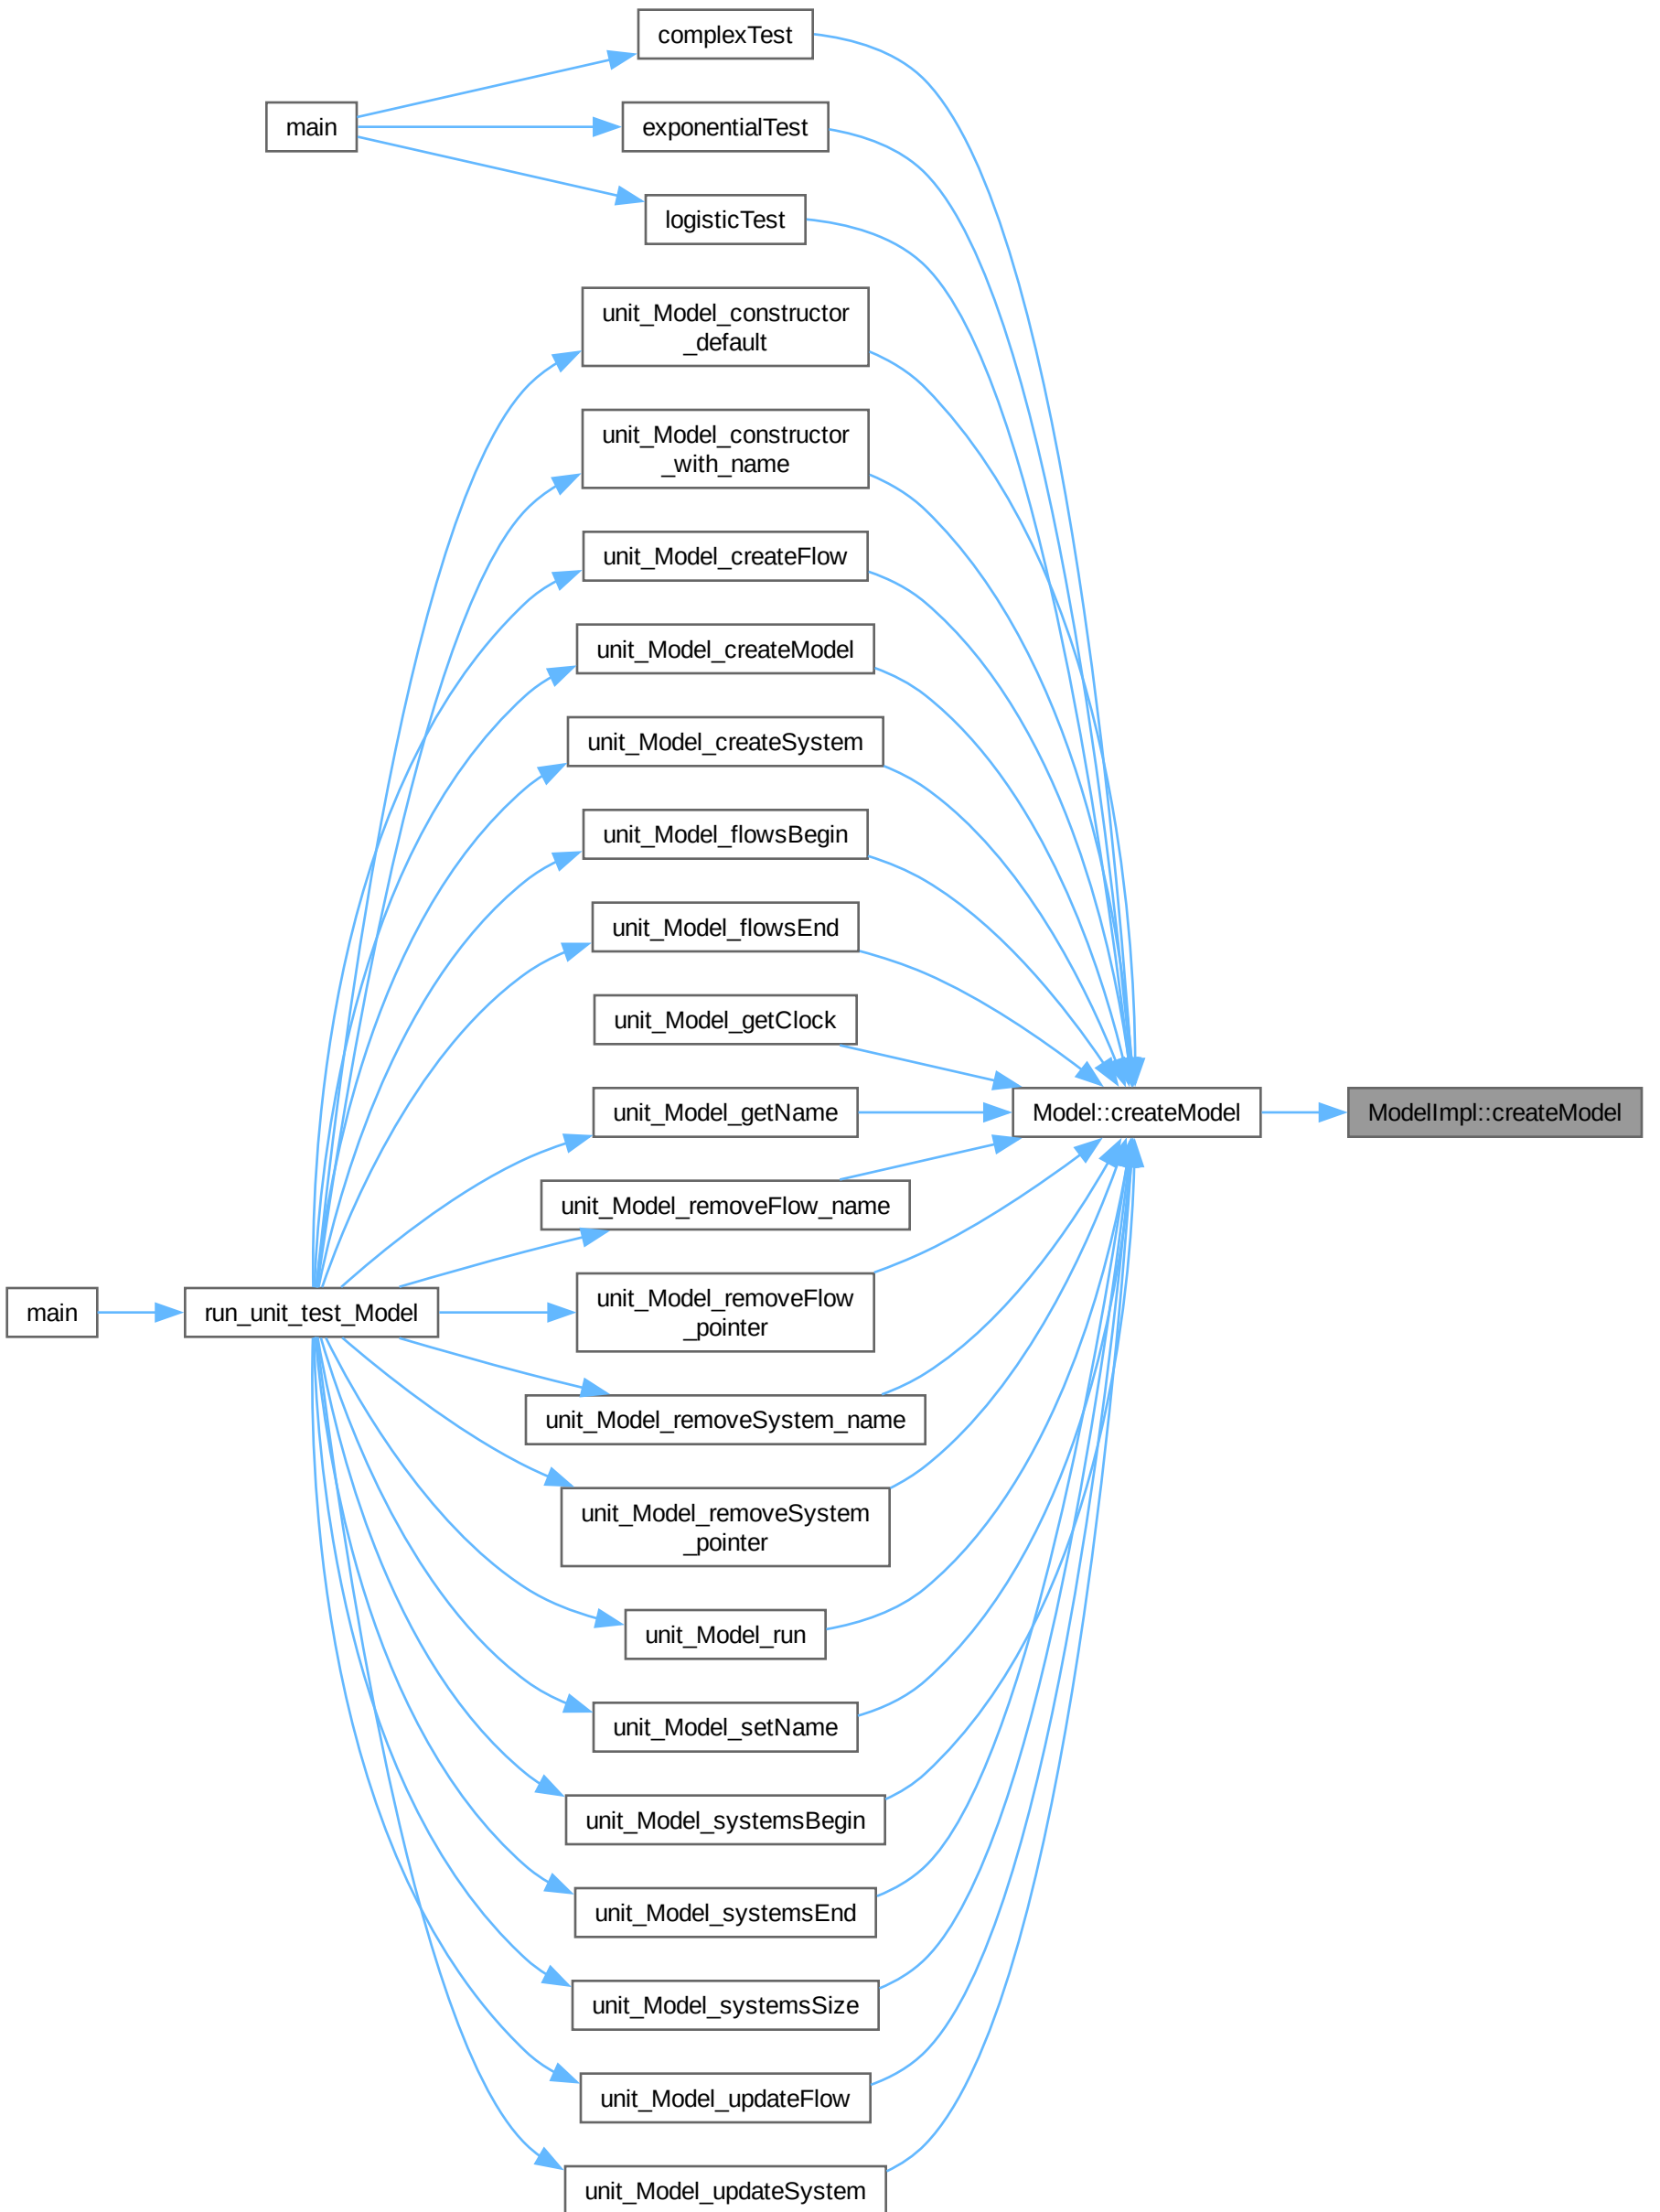 complexTest
main
exponentialTest
logisticTest
unit_Model_constructor
_default
unit_Model_constructor
_with_name
unit_Model_createFlow
unit_Model_createModel
unit_Model_createSystem
unit_Model_flowsBegin
unit_Model_flowsEnd
unit_Model_getClock
unit_Model_getName
Model::createModel
ModelImpl::createModel
unit_Model_removeFlow_name
main
run_unit_test_Model
unit_Model_removeFlow
_pointer
unit_Model_removeSystem_name
unit_Model_removeSystem
_pointer
unit_Model_run
unit_Model_setName
unit_Model_systemsBegin
unit_Model_systemsEnd
unit_Model_systemsSize
unit_Model_updateFlow
unit_Model_updateSystem